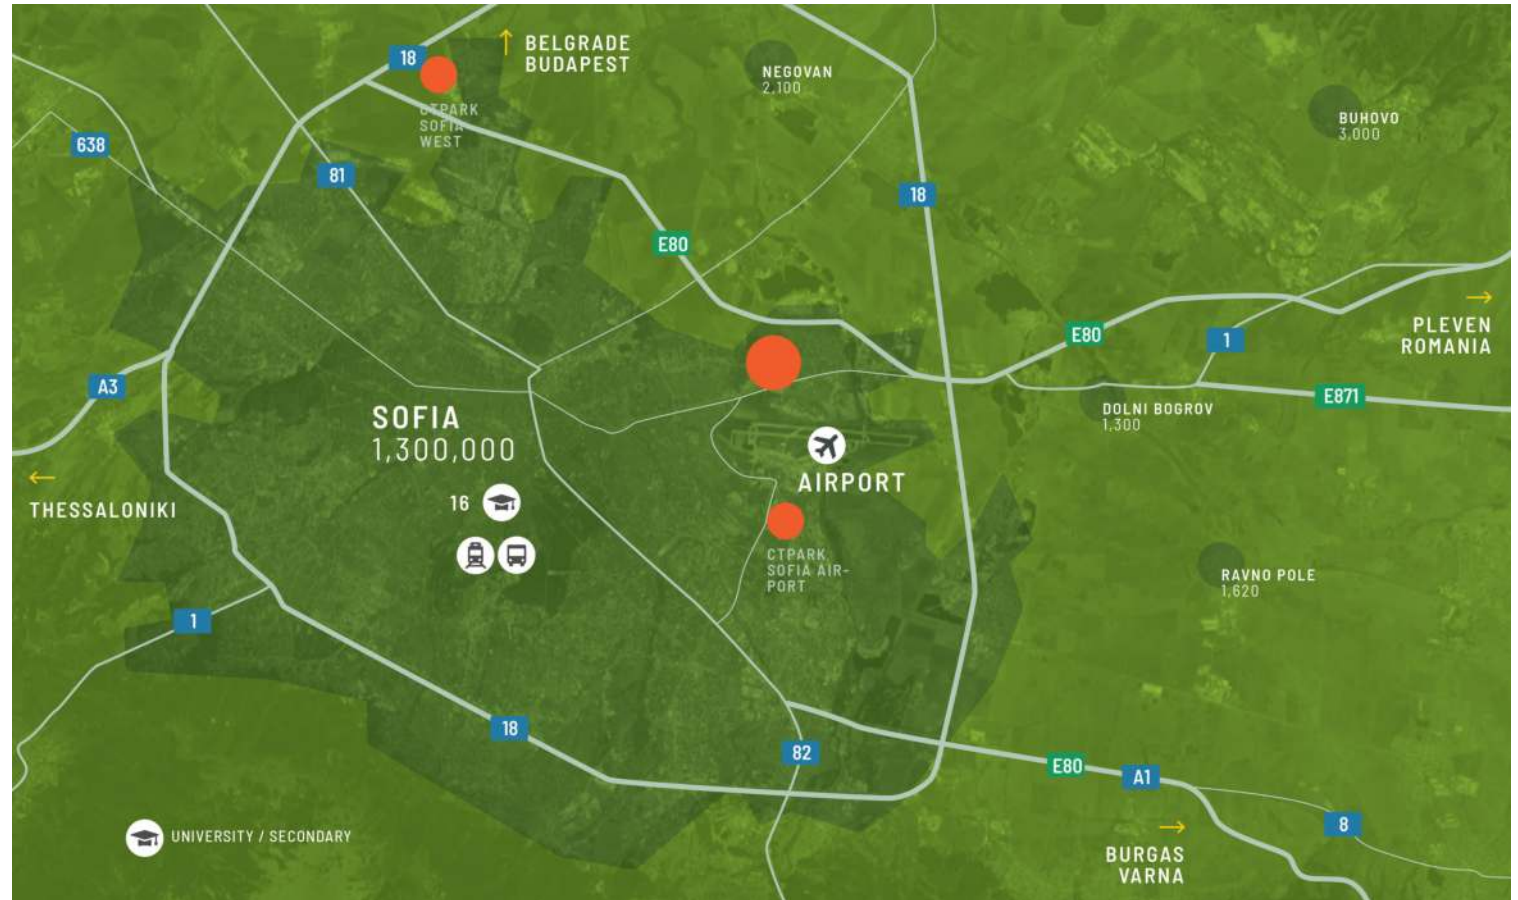 18
BELGRADE
BUDAPEST
NEGOVAN
2,100
CTPARK
SOFIA
WEST
BUHOVO
3,000
638
81
18
E80
E80
1
PLEVEN
ROMANIA
A3
E871
SOFIA
1,300,000
DOLNI BOGROV
1,300
THESSALONIKI
16
AIRPORT
CTPARK
SOFIA AIR-
PORT
RAVNO POLE
1,620
1
18
82
E80
A1
8
UNIVERSITY / SECONDARY
BURGAS
VARNA